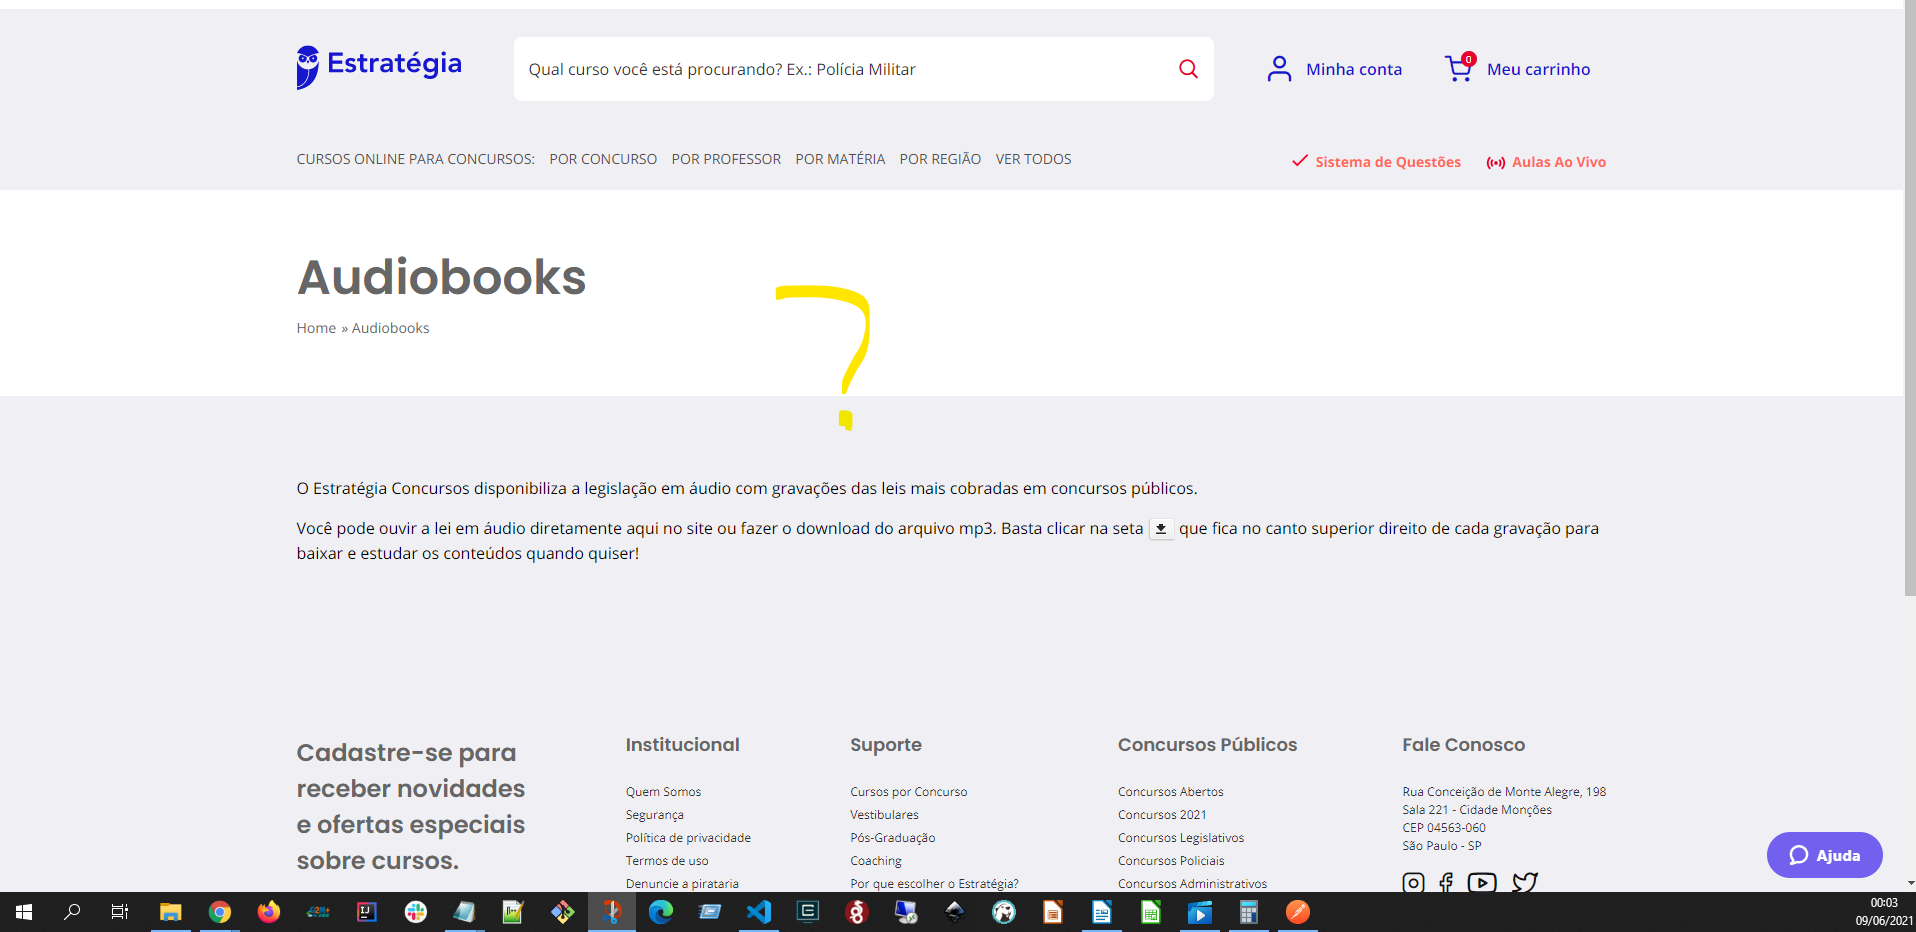 Estratégia
Qual curso você está procurando? Ex.: Polícia Militar
Minha conta
0
Meu carrinho
CURSOS ONLINE PARA CONCURSOS: POR CONCURSO POR PROFESSOR POR MATÉRIA POR REGIÃO VER TODOS
Sistema de Questões
Aulas Ao Vivo
Audiobooks
Home » Audiobooks
?
O Estratégia Concursos disponibiliza a legislação em áudio com gravações das leis mais cobradas em concursos públicos.
Você pode ouvir a lei em áudio diretamente aqui no site ou fazer o download do arquivo mp3. Basta clicar na seta que fica no canto superior direito de cada gravação para
baixar e estudar os conteúdos quando quiser!
Cadastre-se para
receber novidades
e ofertas especiais
sobre cursos.
Institucional
Quem Somos
Segurança
Política de privacidade
Termos de uso
Denuncie a pirataria
Suporte
Cursos por Concurso
Vestibulares
Pós-Graduação
Coaching
Por que escolher o Estratégia?
Concursos Públicos
Concursos Abertos
Concursos 2021
Concursos Legislativos
Concursos Policiais
Concursos Administrativos
Fale Conosco
Rua Conceição de Monte Alegre, 198
Sala 221 - Cidade Monções
CEP 04563-060
São Paulo - SP
Ajuda
00:03
09/06/2021